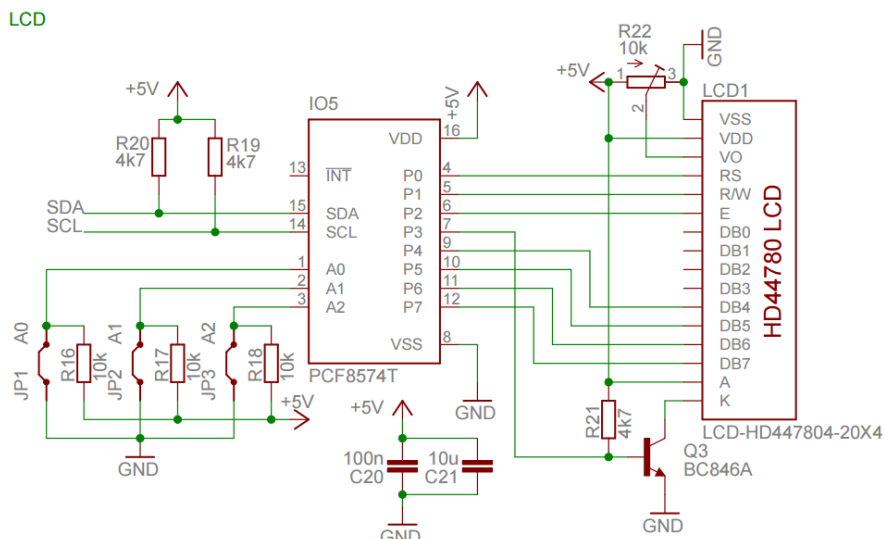 LCD
R22
10k
GND
+5V
1
3
2
LCD1
+5V
IO5
+5V
R20
4k7
R19
4k7
VDD
16
VSS
VDD
VO
13
INT
P0
4
RS
P1
5
R/W
SDA
15
SDA
P2
6
E
SCL
14
SCL
P3
7
DB0
P4
9
DB1
1
A0
P5
10
DB2
2
A1
P6
11
DB3
3
A2
P7
12
DB4
DB5
DB6
DB7
A
K
HD44780 LCD
VSS
8
PCF8574T
GND
A0
JP1
R16
10k
A1
JP2
R17
10k
A2
JP3
R18
10k
+5V
GND
+5V
100n
C20
10u
C21
GND
R21
4k7
LCD-HD447804-20X4
Q3
BC846A
GND